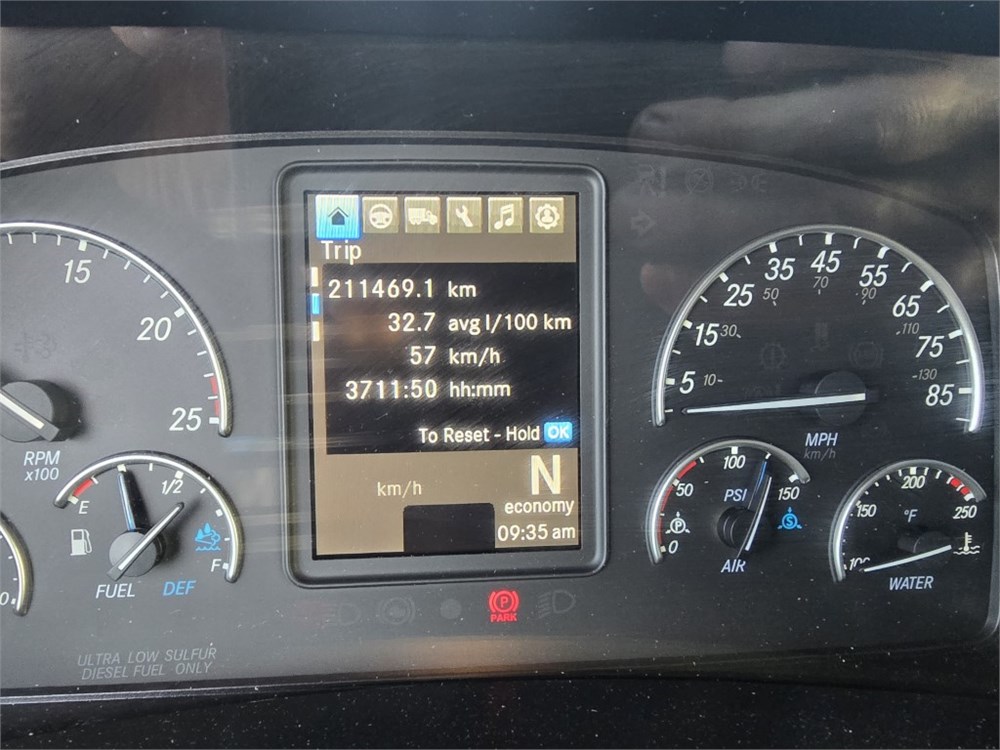 Trip
211469.1 km
32.7 avg l/100 km
57 km/h
3711:50 hh:mm
To Reset - Hold OK
km/h
N
economy
09:35 am
15
20
25
RPM
x100
E
1/2
F
FUEL DEF
ULTRA LOW SULFUR
DIESEL FUEL ONLY
P
PARK
5
15
25
35
45
55
65
75
85
10
30
50
70
90
110
130
MPH
km/h
0
50
100
150
PSI
P
S
AIR
100
150
200
250
°F
WATER